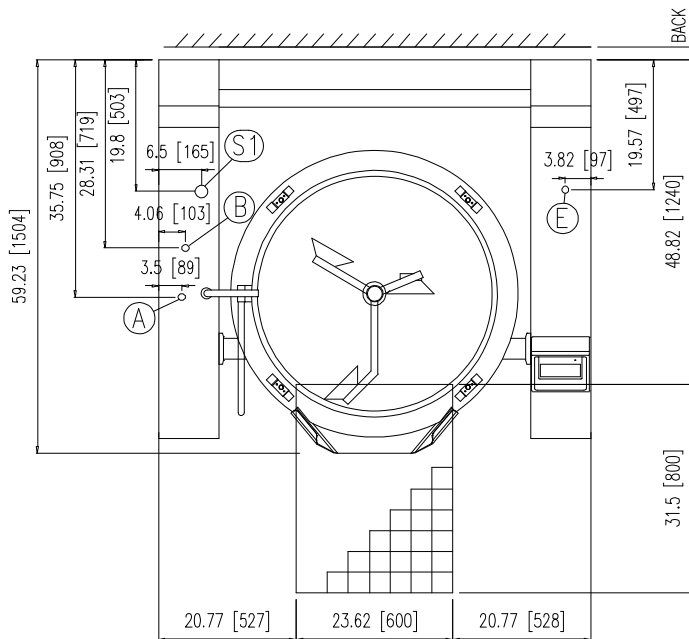 BACK
59.23 [1504]
35.75 [908]
28.31 [719]
19.8 [503]
6.5 [165]
S1
4.06 [103]
B
3.5 [89]
A
3.82 [97]
E
19.57 [497]
48.82 [1240]
31.5 [800]
20.77 [527]
23.62 [600]
20.77 [528]